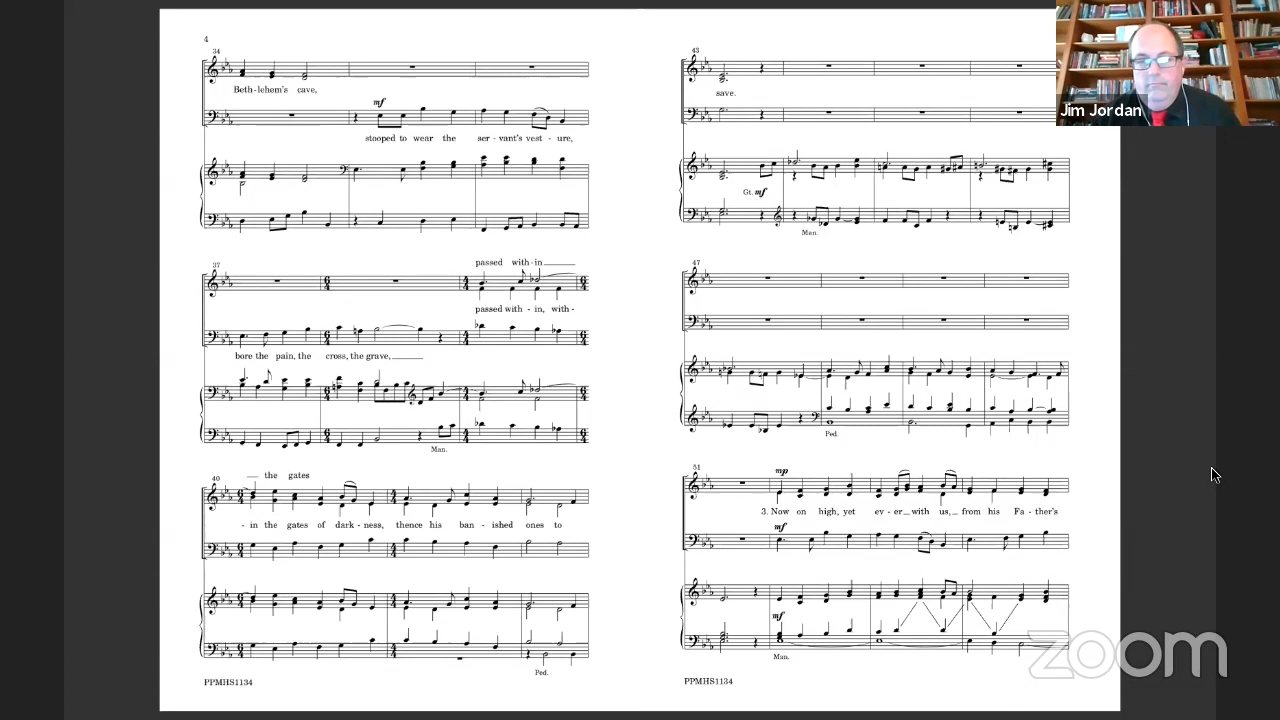 4
34
Beth - lehem's cave,
mf
stooped to wear the ser - vant's vest - ure,
37
passed with - in
passed with - in, with-
bore the pain, the cross, the grave,
Man.
40
the gates
- in the gates of dark - ness, thence his ban - ished ones to
Ped.
PPMHS1134
43
save.
Gt. mf
Man.
47
Ped.
51
mp
3. Now on high, yet ev - er with us, from his Fa - ther's
mf
mf
Man.
PPMHS1134
Jim Jordan
zoom